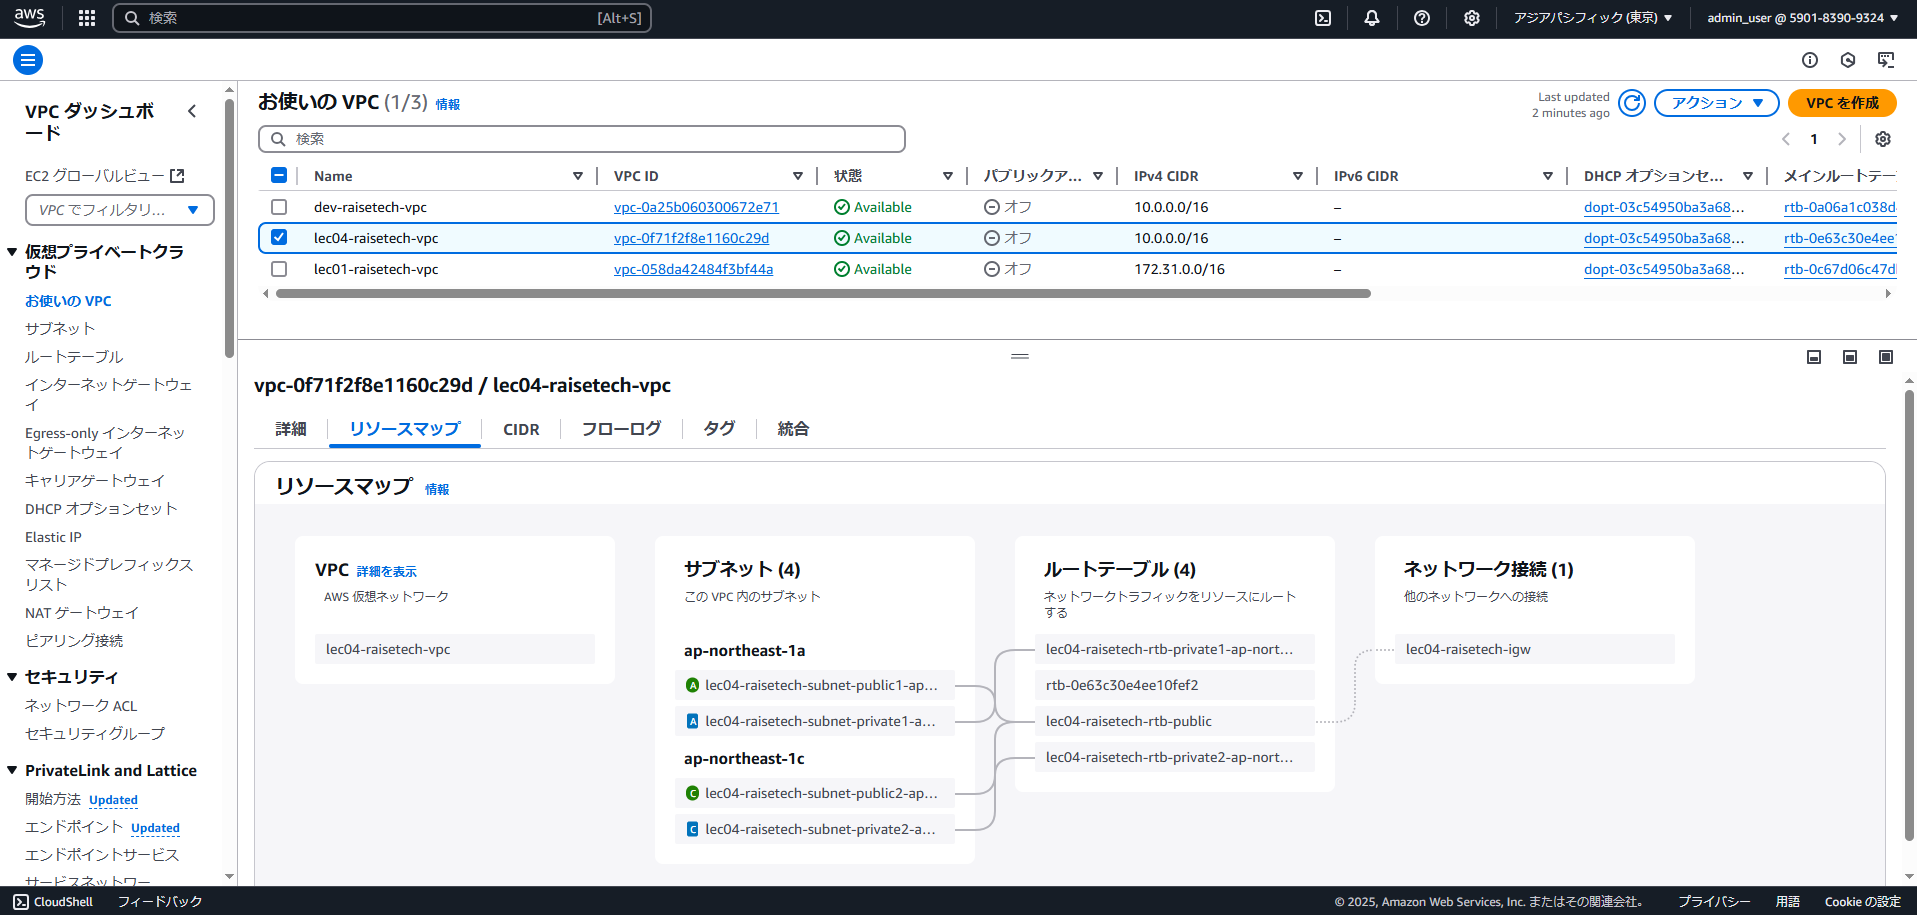 aws
検索
[Alt+S]
アジアパシフィック (東京) ▼
admin_user @ 5901-8390-9324 ▼
VPC ダッシュボ
ード
EC2 グローバルビュー
VPC でフィルタリ... ▼
仮想プライベートクラ
ウド
お使いの VPC
サブネット
ルートテーブル
インターネットゲートウェ
イ
Egress-only インターネッ
トゲートウェイ
キャリアゲートウェイ
DHCP オプションセット
Elastic IP
マネージドプレフィックス
リスト
NAT ゲートウェイ
ピアリング接続
セキュリティ
ネットワーク ACL
セキュリティグループ
PrivateLink and Lattice
開始方法 Updated
エンドポイント Updated
エンドポイントサービス
サービスネットワー
お使いの VPC (1/3) 情報
Last updated
2 minutes ago
アクション ▼
VPC を作成
検索
1
Name VPC ID 状態 パブリックア... IPv4 CIDR IPv6 CIDR DHCP オプションセ... メインルートテー
dev-raisetech-vpc vpc-0a25b060300672e71 Available オフ 10.0.0.0/16 – dopt-03c54950ba3a68... rtb-0a06a1c038d
lec04-raisetech-vpc vpc-0f71f2f8e1160c29d Available オフ 10.0.0.0/16 – dopt-03c54950ba3a68... rtb-0e63c30e4ee1
lec01-raisetech-vpc vpc-058da42484f3bf44a Available オフ 172.31.0.0/16 – dopt-03c54950ba3a68... rtb-0c67d06c47d
vpc-0f71f2f8e1160c29d / lec04-raisetech-vpc
詳細
リソースマップ
CIDR
フローログ
タグ
統合
リソースマップ 情報
VPC 詳細を表示
AWS 仮想ネットワーク
lec04-raisetech-vpc
サブネット (4)
この VPC 内のサブネット
ap-northeast-1a
A lec04-raisetech-subnet-public1-ap...
A lec04-raisetech-subnet-private1-a...
ap-northeast-1c
C lec04-raisetech-subnet-public2-ap...
C lec04-raisetech-subnet-private2-a...
ルートテーブル (4)
ネットワークトラフィックをリソースにルート
する
lec04-raisetech-rtb-private1-ap-nort...
rtb-0e63c30e4ee10fef2
lec04-raisetech-rtb-public
lec04-raisetech-rtb-private2-ap-nort...
ネットワーク接続 (1)
他のネットワークへの接続
lec04-raisetech-igw
CloudShell
フィードバック
© 2025, Amazon Web Services, Inc. またはその関連会社。
プライバシー
用語
Cookie の設定